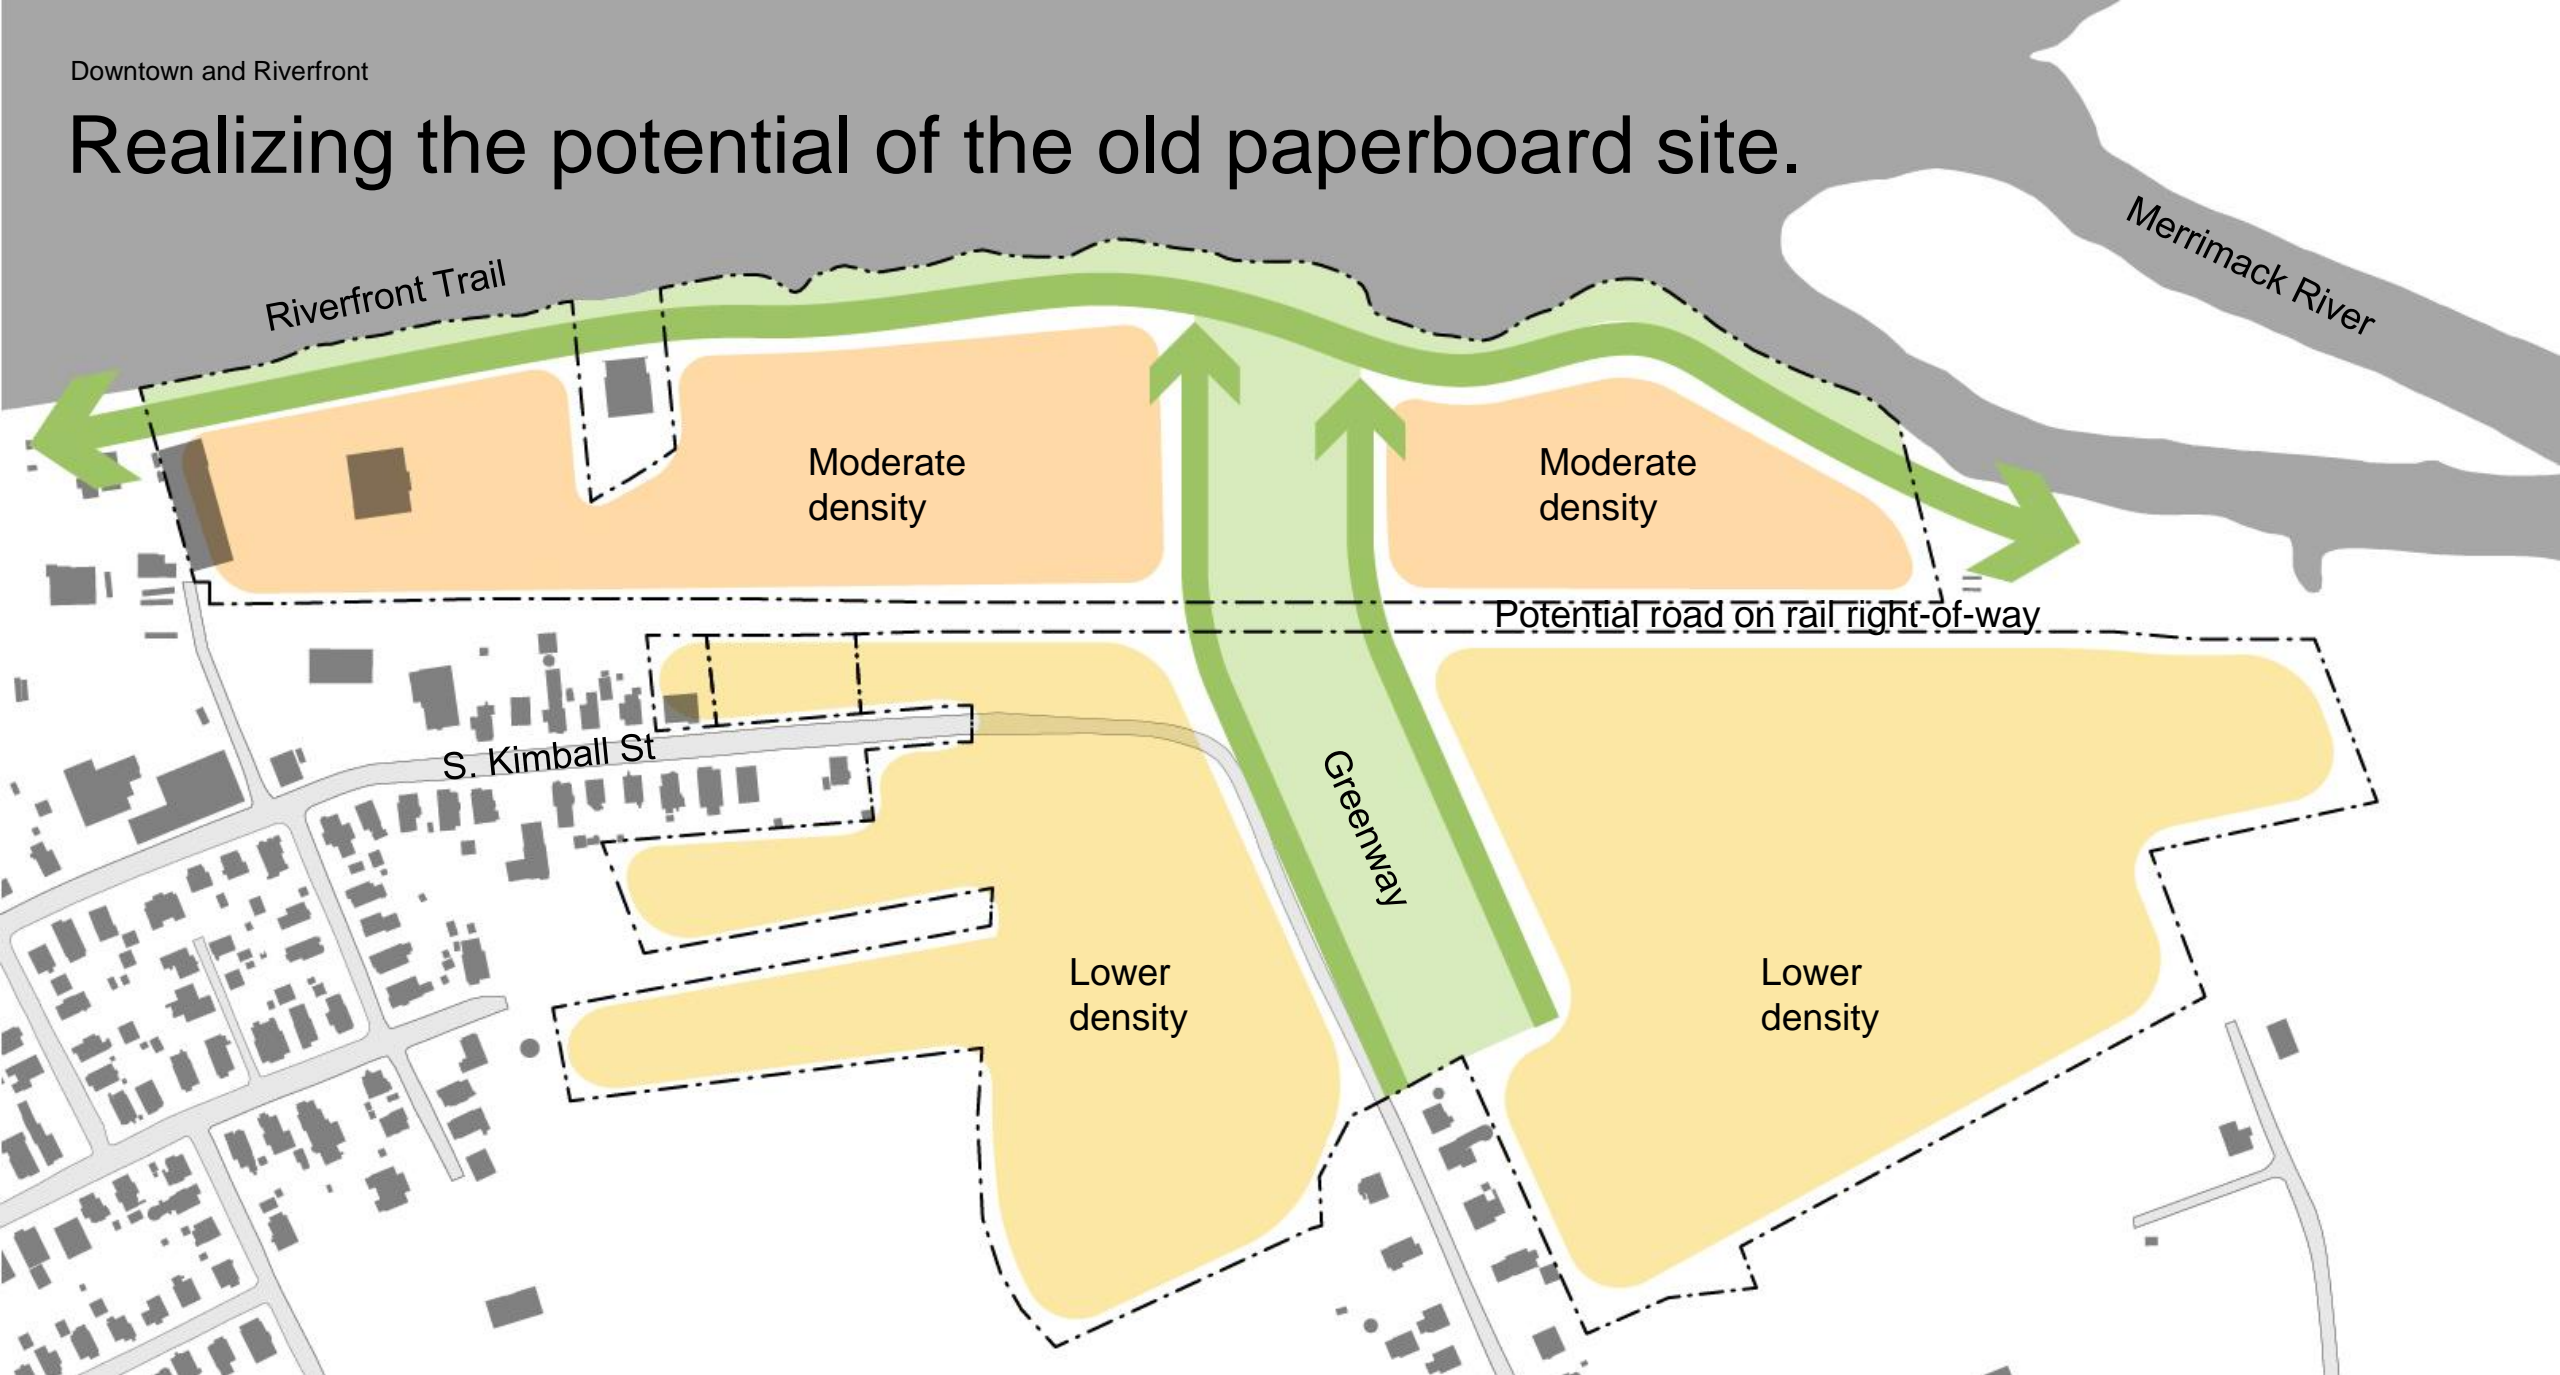 Downtown and Riverfront
Realizing the potential of the old paperboard site.
Merrimack River
Riverfront Trail
Moderate
density
Moderate
density
Potential road on rail right-of-way
S. Kimball St
Greenway
Lower
density
Lower
density